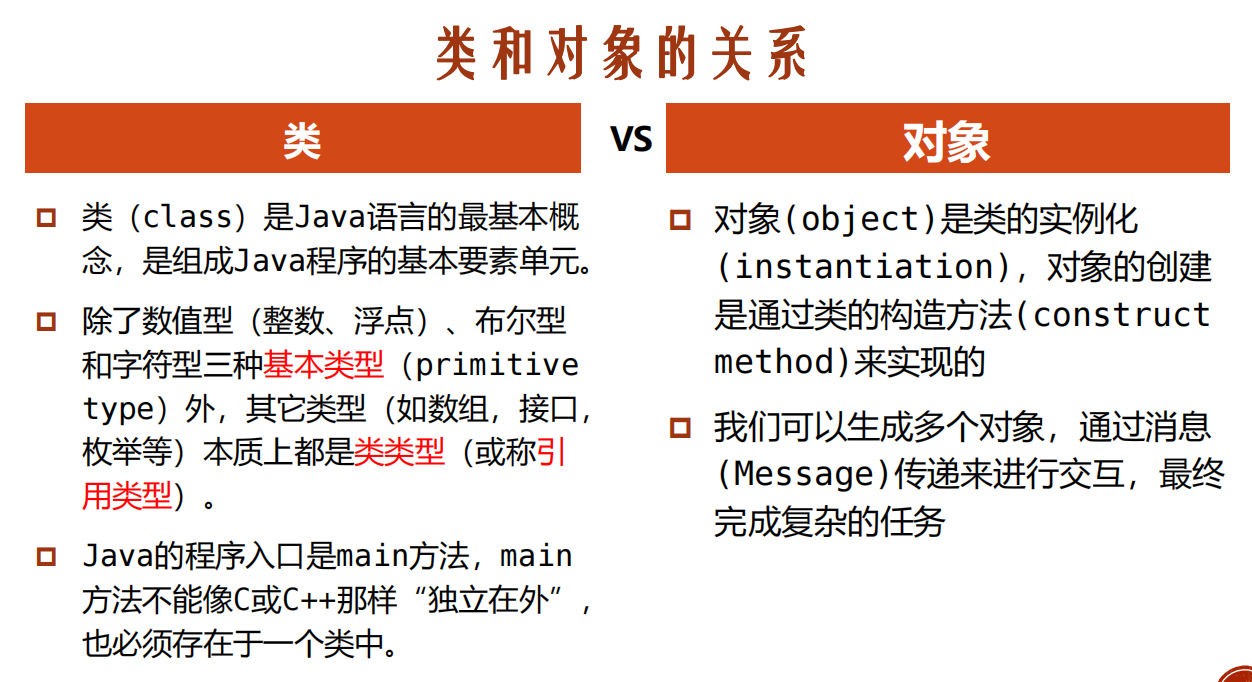 类和对象的关系
类
VS
对象
类（class）是Java语言的最基本概
念，是组成Java程序的基本要素单元。
除了数值型（整数、浮点）、布尔型
和字符型三种基本类型（primitive
type）外，其它类型（如数组，接口，
枚举等）本质上都是类类型（或称引
用类型）。
Java的程序入口是main方法，main
方法不能像C或C++那样“独立在外”，
也必须存在于一个类中。
对象(object)是类的实例化
(instantiation)，对象的创建
是通过类的构造方法(construct
method)来实现的
我们可以生成多个对象，通过消息
(Message)传递来进行交互，最终
完成复杂的任务